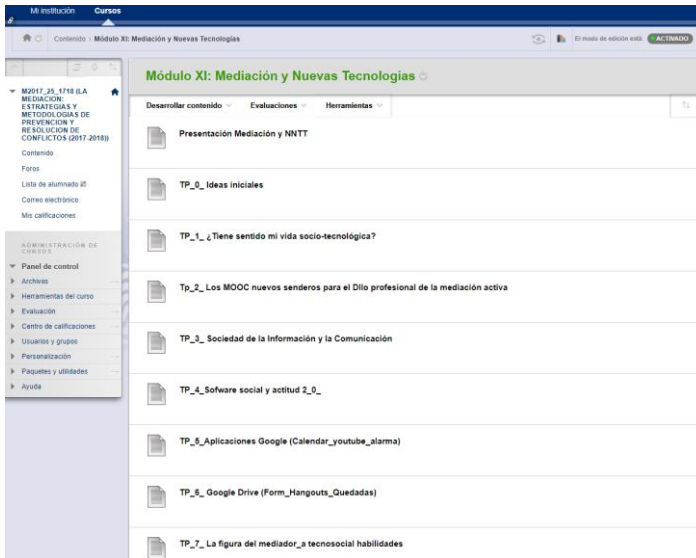 Mi institución Cursos
Contenido Módulo XI: Mediación y Nuevas Tecnologías
El modo de edición está ACTIVADO
M2017_25_1718 (LA
MEDIACIÓN:
ESTRATEGIAS Y
METODOLOGIAS DE
PREVENCION Y
RESOLUCION DE
CONFLICTOS (2017-2018))
Contenido
Foros
Lista de alumnado
Correo electrónico
Mis calificaciones
ADMINISTRACIÓN DE
CURSOS
Panel de control
Archivos
Herramientas del curso
Evaluación
Centro de calificaciones
Usuarios y grupos
Personalización
Paquetes y utilidades
Ayuda
Módulo XI: Mediación y Nuevas Tecnologías
Desarrollar contenido Evaluaciones Herramientas
Presentación Mediación y NNTT
TP_0_ Ideas iniciales
TP_1_ ¿Tiene sentido mi vida socio-tecnológica?
Tp_2_ Los MOOC nuevos senderos para el Dllo profesional de la mediación activa
TP_3_ Sociedad de la Información y la Comunicación
TP_4_Sofware social y actitud 2_0_
TP_5_Aplicaciones Google (Calendar_youtube_alarma)
TP_6_ Google Drive (Form_Hangouts_Quedadas)
TP_7_ La figura del mediador_a tecnosocial habilidades